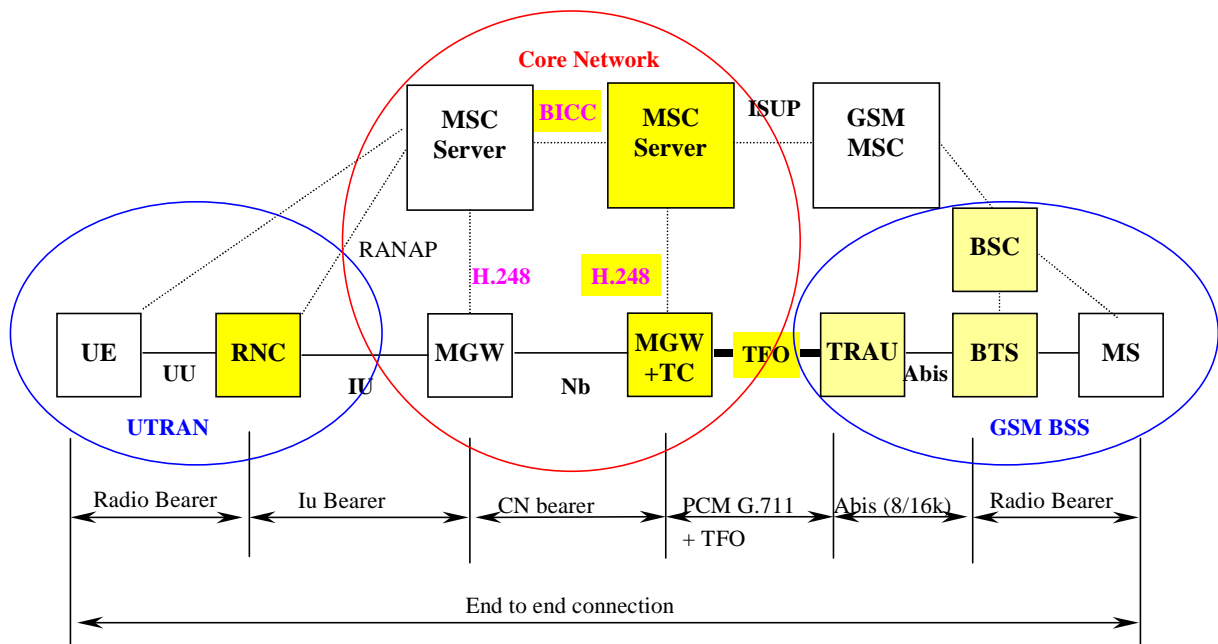 Core Network
MSC
Server
BICC
MSC
Server
ISUP
GSM
MSC
RANAP
H.248
H.248
BSC
UE
UU
RNC
IU
MGW
Nb
MGW
+TC
TFO
TRAU
Abis
BTS
MS
UTRAN
GSM BSS
Radio Bearer
Iu Bearer
CN bearer
PCM G.711
+ TFO
Abis (8/16k)
Radio Bearer
End to end connection